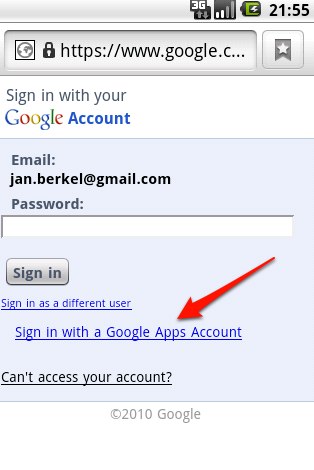 3G 21:55
https://www.google.c...
Sign in with your
Google Account
Email:
jan.berkel@gmail.com
Password:
Sign in
Sign in as a different user
Sign in with a Google Apps Account
Can't access your account?
©2010 Google